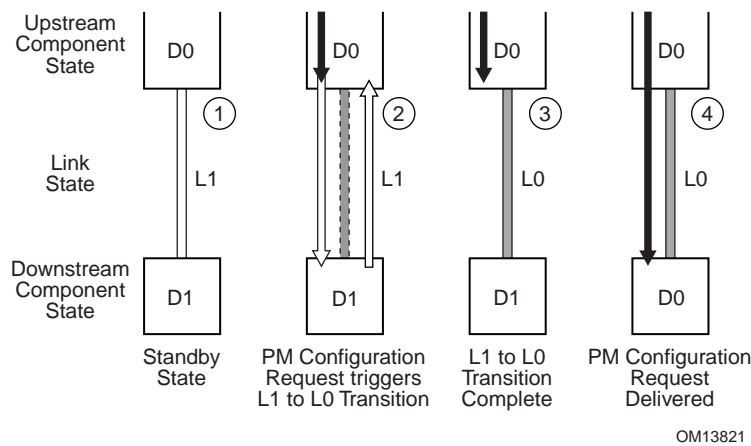 Upstream
Component
State
D0
D0
D0
D0
1
2
3
4
Link
State
L1
L1
L0
L0
Downstream
Component
State
D1
D1
D1
D0
Standby
State
PM Configuration
Request triggers
L1 to L0 Transition
L1 to L0
Transition
Complete
PM Configuration
Request
Delivered
OM13821